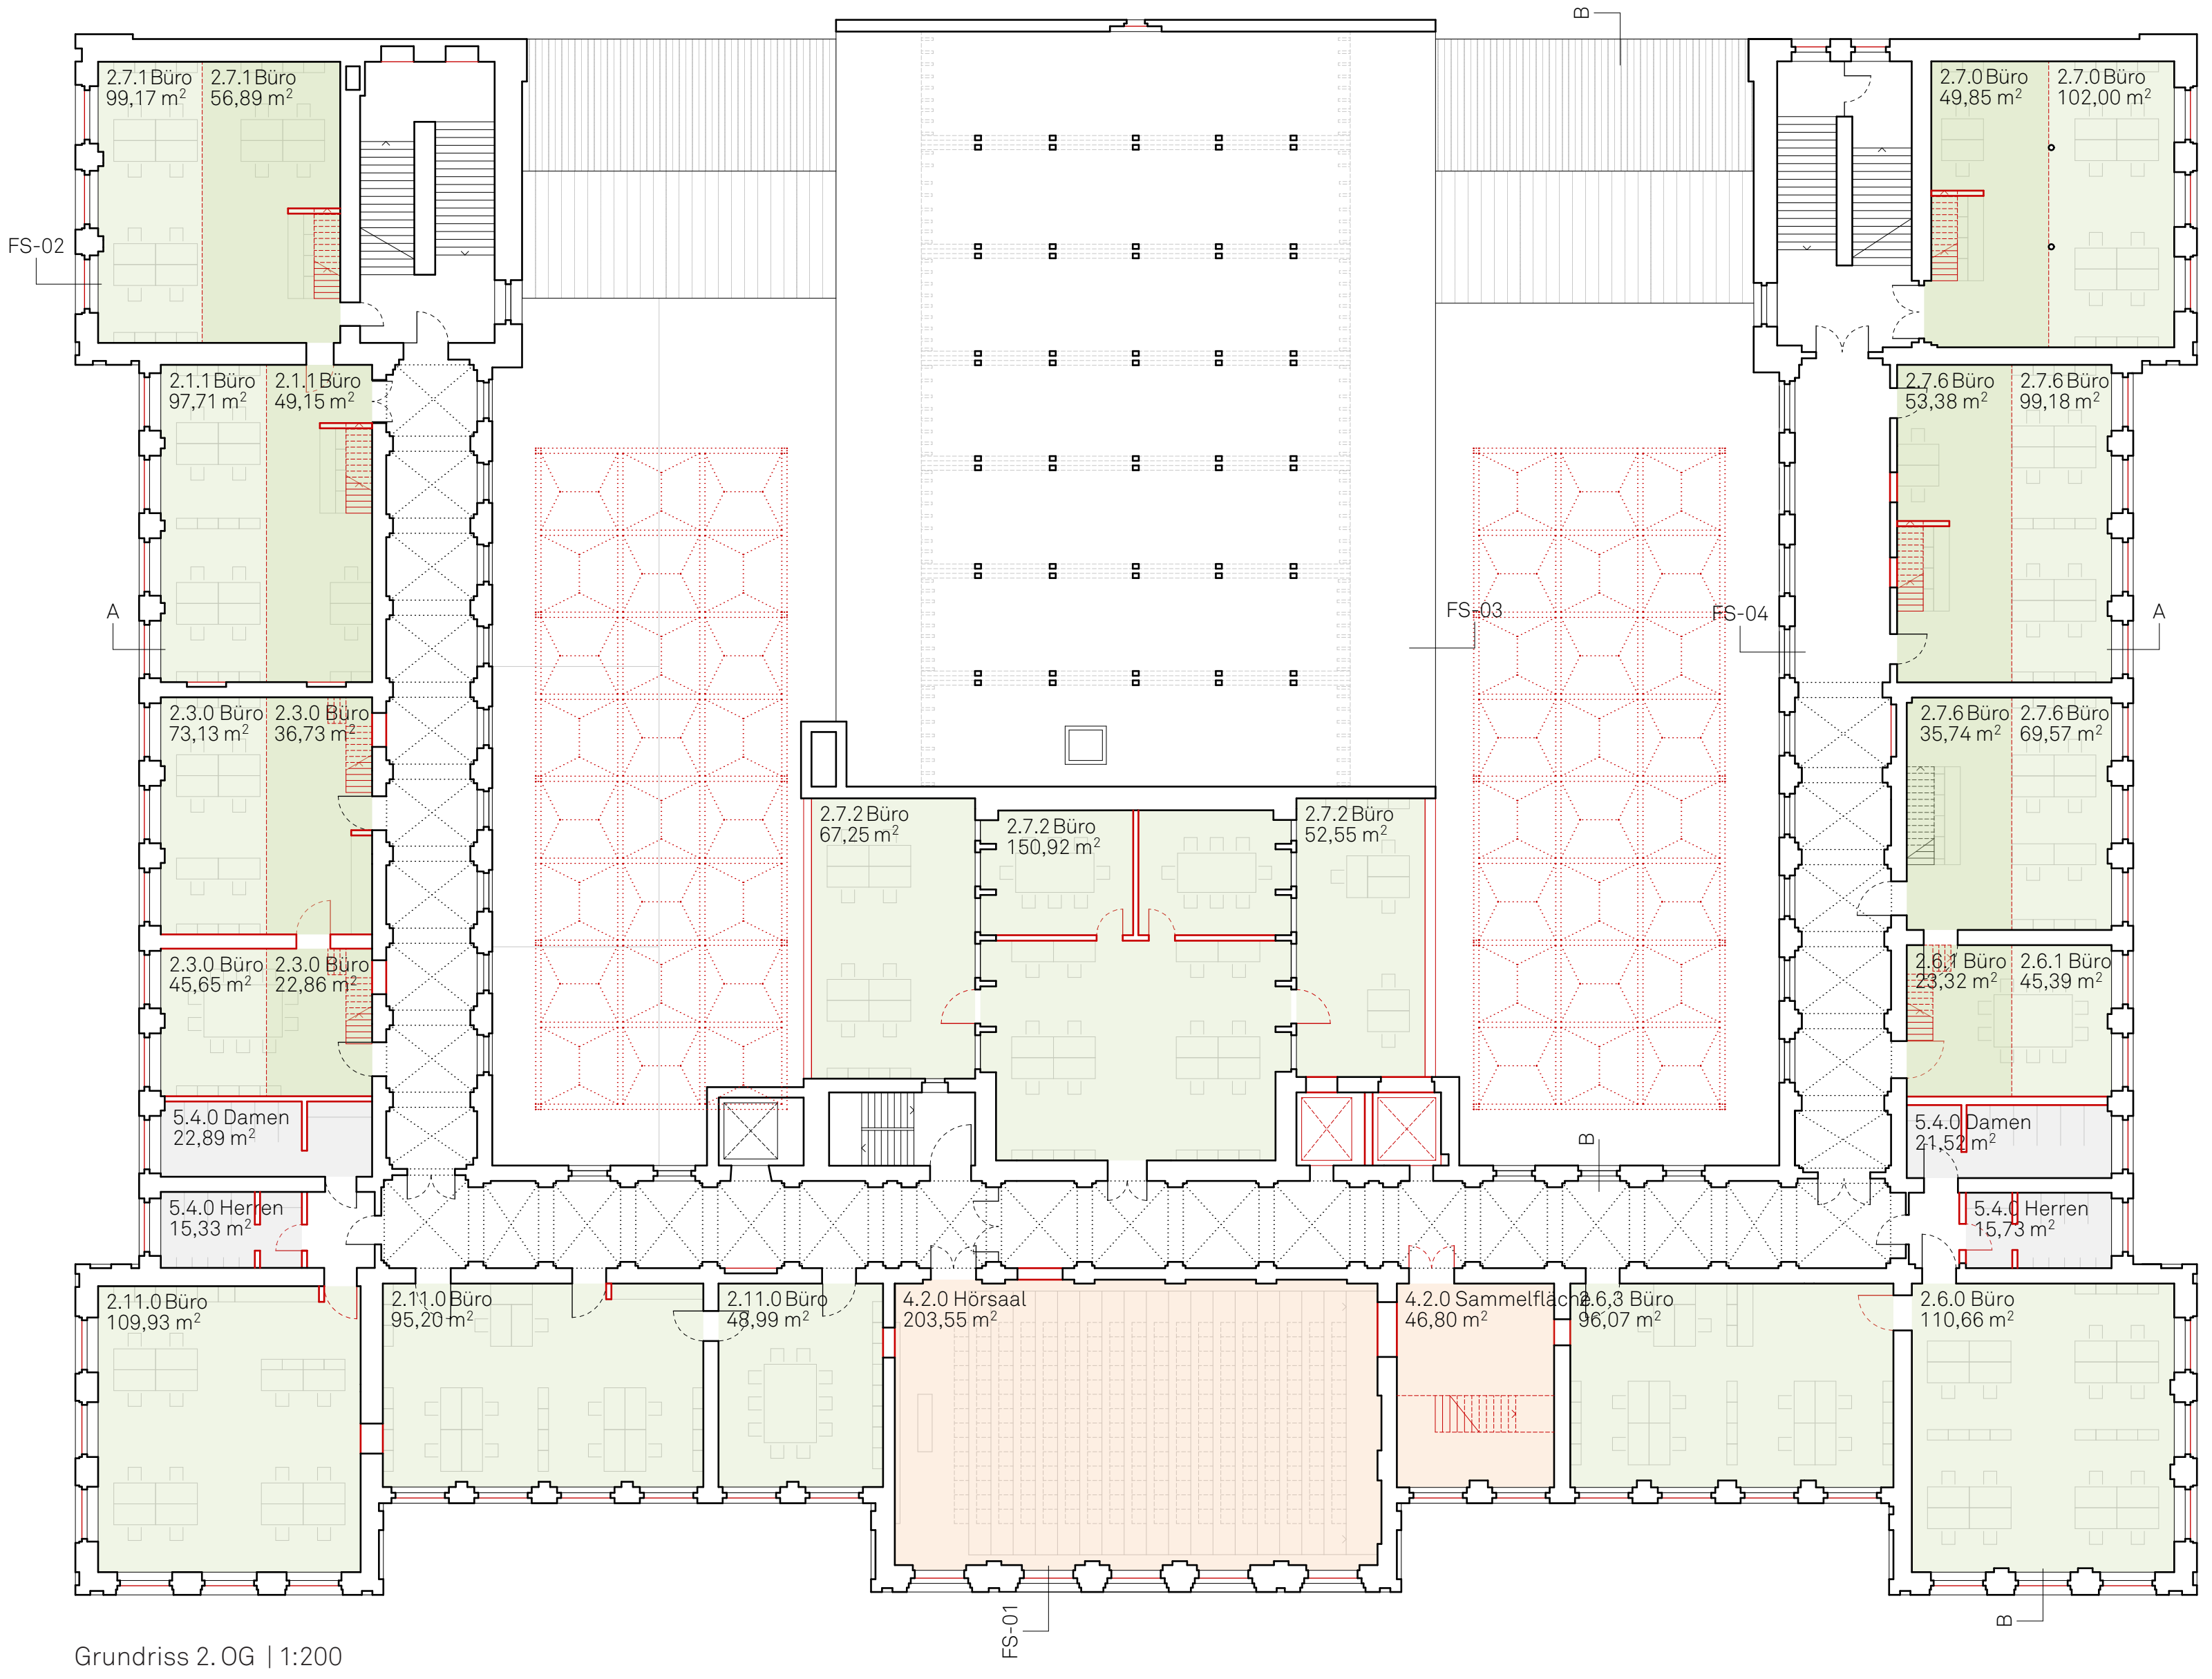 B
2.7.1 Büro
99,17 m²
2.7.1 Büro
56,89 m²
2.7.0 Büro
49,85 m²
2.7.0 Büro
102,00 m²
FS-02
2.1.1 Büro
97,71 m²
2.1.1 Büro
49,15 m²
2.7.6 Büro
53,38 m²
2.7.6 Büro
99,18 m²
A
FS-03
FS-04
A
2.3.0 Büro
73,13 m²
2.3.0 Büro
36,73 m²
2.7.6 Büro
35,74 m²
2.7.6 Büro
69,57 m²
2.7.2 Büro
67,25 m²
2.7.2 Büro
150,92 m²
2.7.2 Büro
52,55 m²
2.3.0 Büro
45,65 m²
2.3.0 Büro
22,86 m²
2.6.1 Büro
23,32 m²
2.6.1 Büro
45,39 m²
5.4.0 Damen
22,89 m²
B
5.4.0 Damen
21,52 m²
5.4.0 Herren
15,33 m²
5.4.0 Herren
15,73 m²
2.11.0 Büro
109,93 m²
2.11.0 Büro
95,20 m²
2.11.0 Büro
48,99 m²
4.2.0 Hörsaal
203,55 m²
4.2.0 Sammelfläche
46,80 m²
2.6,3 Büro
96,07 m²
2.6.0 Büro
110,66 m²
FS-01
B
Grundriss 2. OG | 1:200